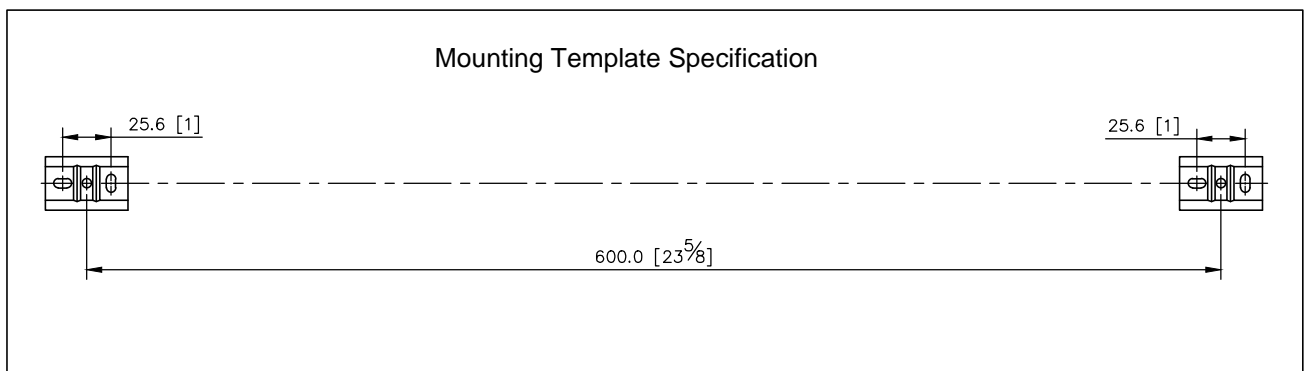 Mounting Template Specification
25.6 [1]
25.6 [1]
600.0 [23⅝]